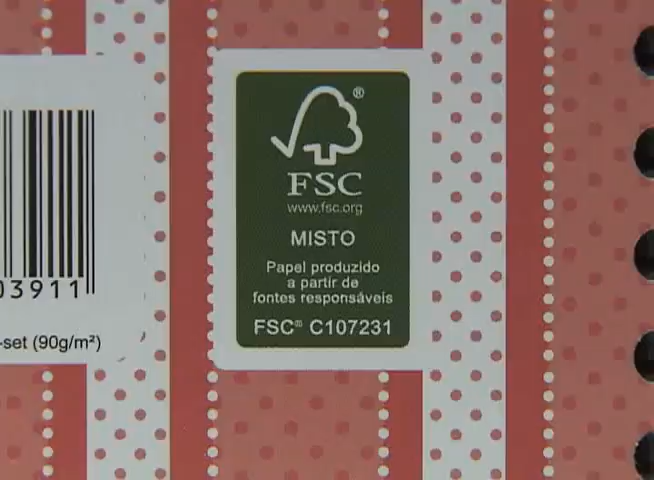 ®
FSC
www.fsc.org
MISTO
Papel produzido
a partir de
fontes responsáveis
FSC® C107231
03911
-set (90g/m²)